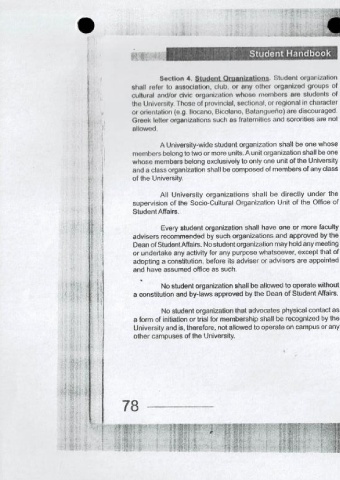 Student Handbook
Section 4. Student Organizations. Student organization
shall refer to association, club, or any other organized groups of
cultural and/or civic organization whose members are students of
the University. Those of provincial, sectional, or regional in character
or orientation (e.g. Ilocano, Bicolano, Batangueño) are discouraged.
Greek letter organizations such as fraternities and sororities are not
allowed.
A University-wide student organization shall be one whose
members belong to two or more units. A unit organization shall be one
whose members belong exclusively to only one unit of the University
and a class organization shall be composed of members of any class
of the University.
All University organizations shall be directly under the
supervision of the Socio-Cultural Organization Unit of the Office of
Student Affairs.
Every student organization shall have one or more faculty
advisers recommended by such organizations and approved by the
Dean of Student Affairs. No student organization may hold any meeting
or undertake any activity for any purpose whatsoever, except that of
adopting a constitution, before its adviser or advisers are appointed
and have assumed office as such.
No student organization shall be allowed to operate without
a constitution and by-laws approved by the Dean of Student Affairs.
No student organization that advocates physical contact as
a form of initiation or trial for membership shall be recognized by the
University and is, therefore, not allowed to operate on campus or any
other campuses of the University.
78